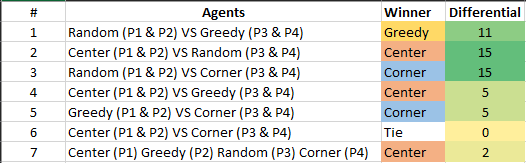 # Agents Winner Differential
1 Random (P1 & P2) VS Greedy (P3 & P4) Greedy 11
2 Center (P1 & P2) VS Random (P3 & P4) Center 15
3 Random (P1 & P2) VS Corner (P3 & P4) Corner 15
4 Center (P1 & P2) VS Greedy (P3 & P4) Center 5
5 Greedy (P1 & P2) VS Corner (P3 & P4) Corner 5
6 Center (P1 & P2) VS Corner (P3 & P4) Tie 0
7 Center (P1) Greedy (P2) Random (P3) Corner (P4) Center 2